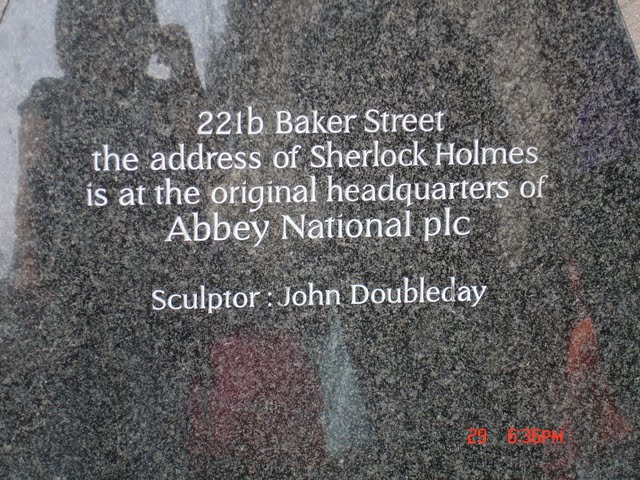 221b Baker Street
the address of Sherlock Holmes
is at the original headquarters of
Abbey National plc
Sculptor : John Doubleday
29 6:36PM